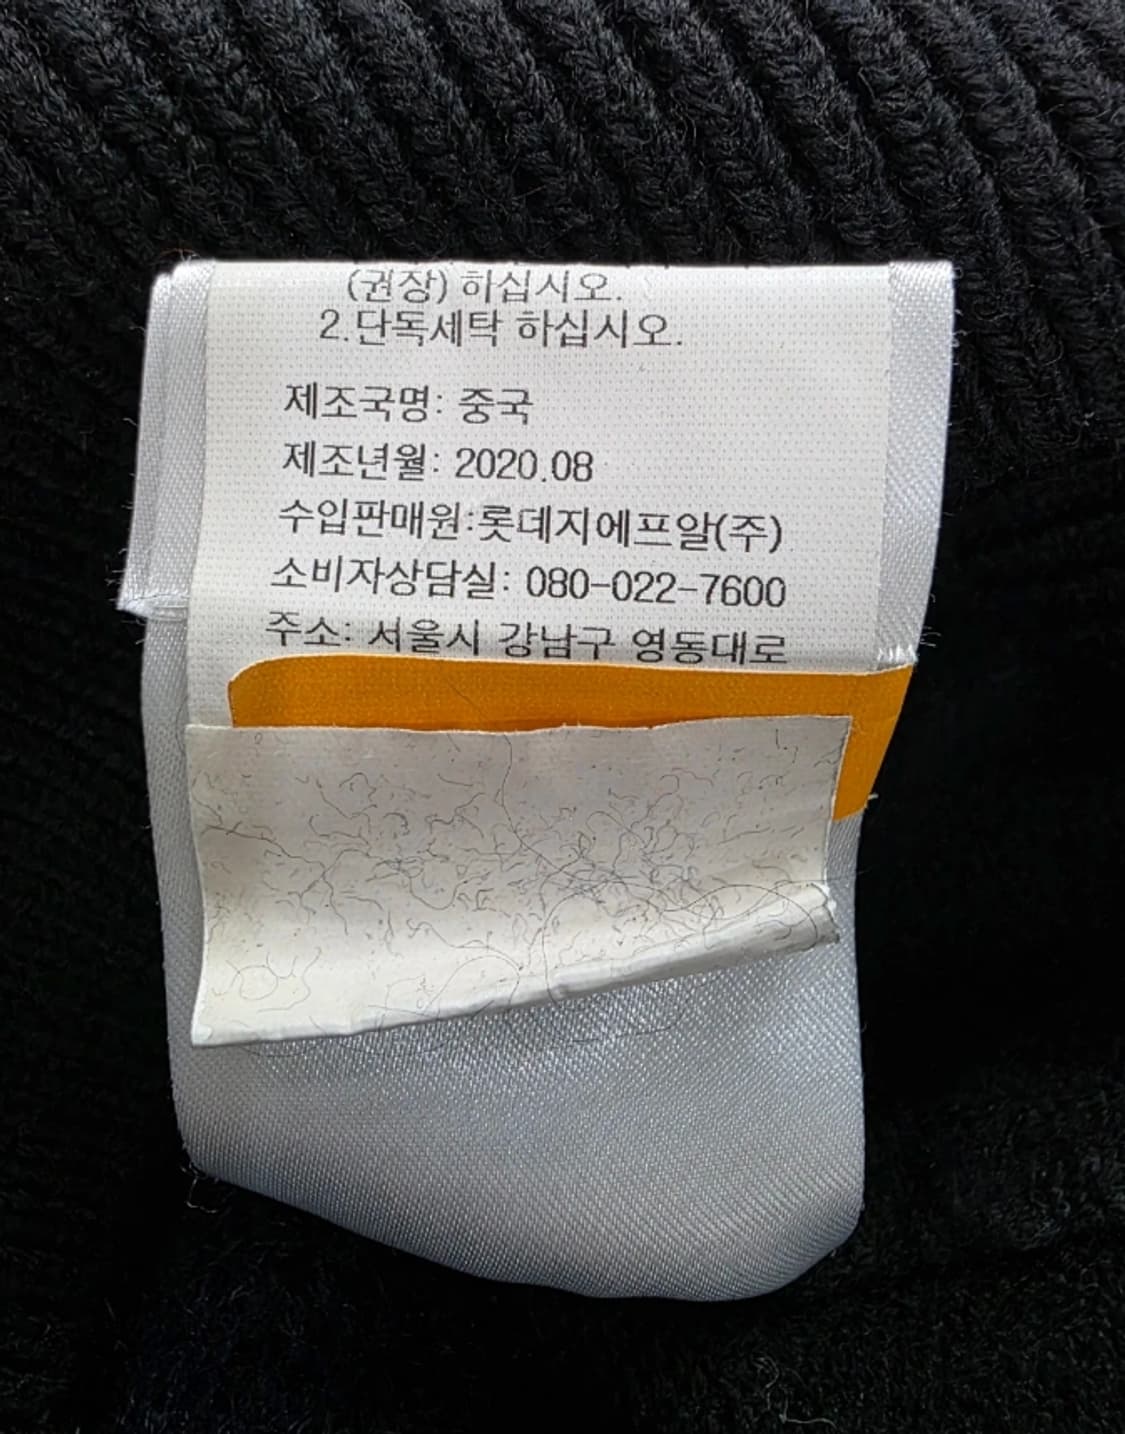 (권장) 하십시오.
2.단독세탁 하십시오.
제조국명: 중국
제조년월: 2020.08
수입판매원:롯데지에프알(주)
소비자상담실: 080-022-7600
주소: 서울시 강남구 영동대로